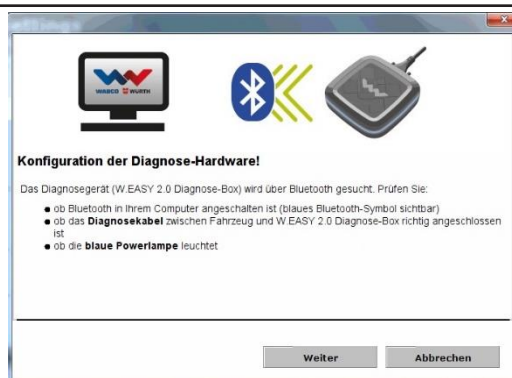 WABCO WURTH
Konfiguration der Diagnose-Hardware!
Das Diagnosegerät (W.EASY 2.0 Diagnose-Box) wird über Bluetooth gesucht. Prüfen Sie:
ob Bluetooth in Ihrem Computer angeschalten ist (blaues Bluetooth-Symbol sichtbar)
ob das Diagnosekabel zwischen Fahrzeug und W.EASY 2.0 Diagnose-Box richtig angeschlossen
ist
ob die blaue Powerlampe leuchtet
Weiter Abbrechen